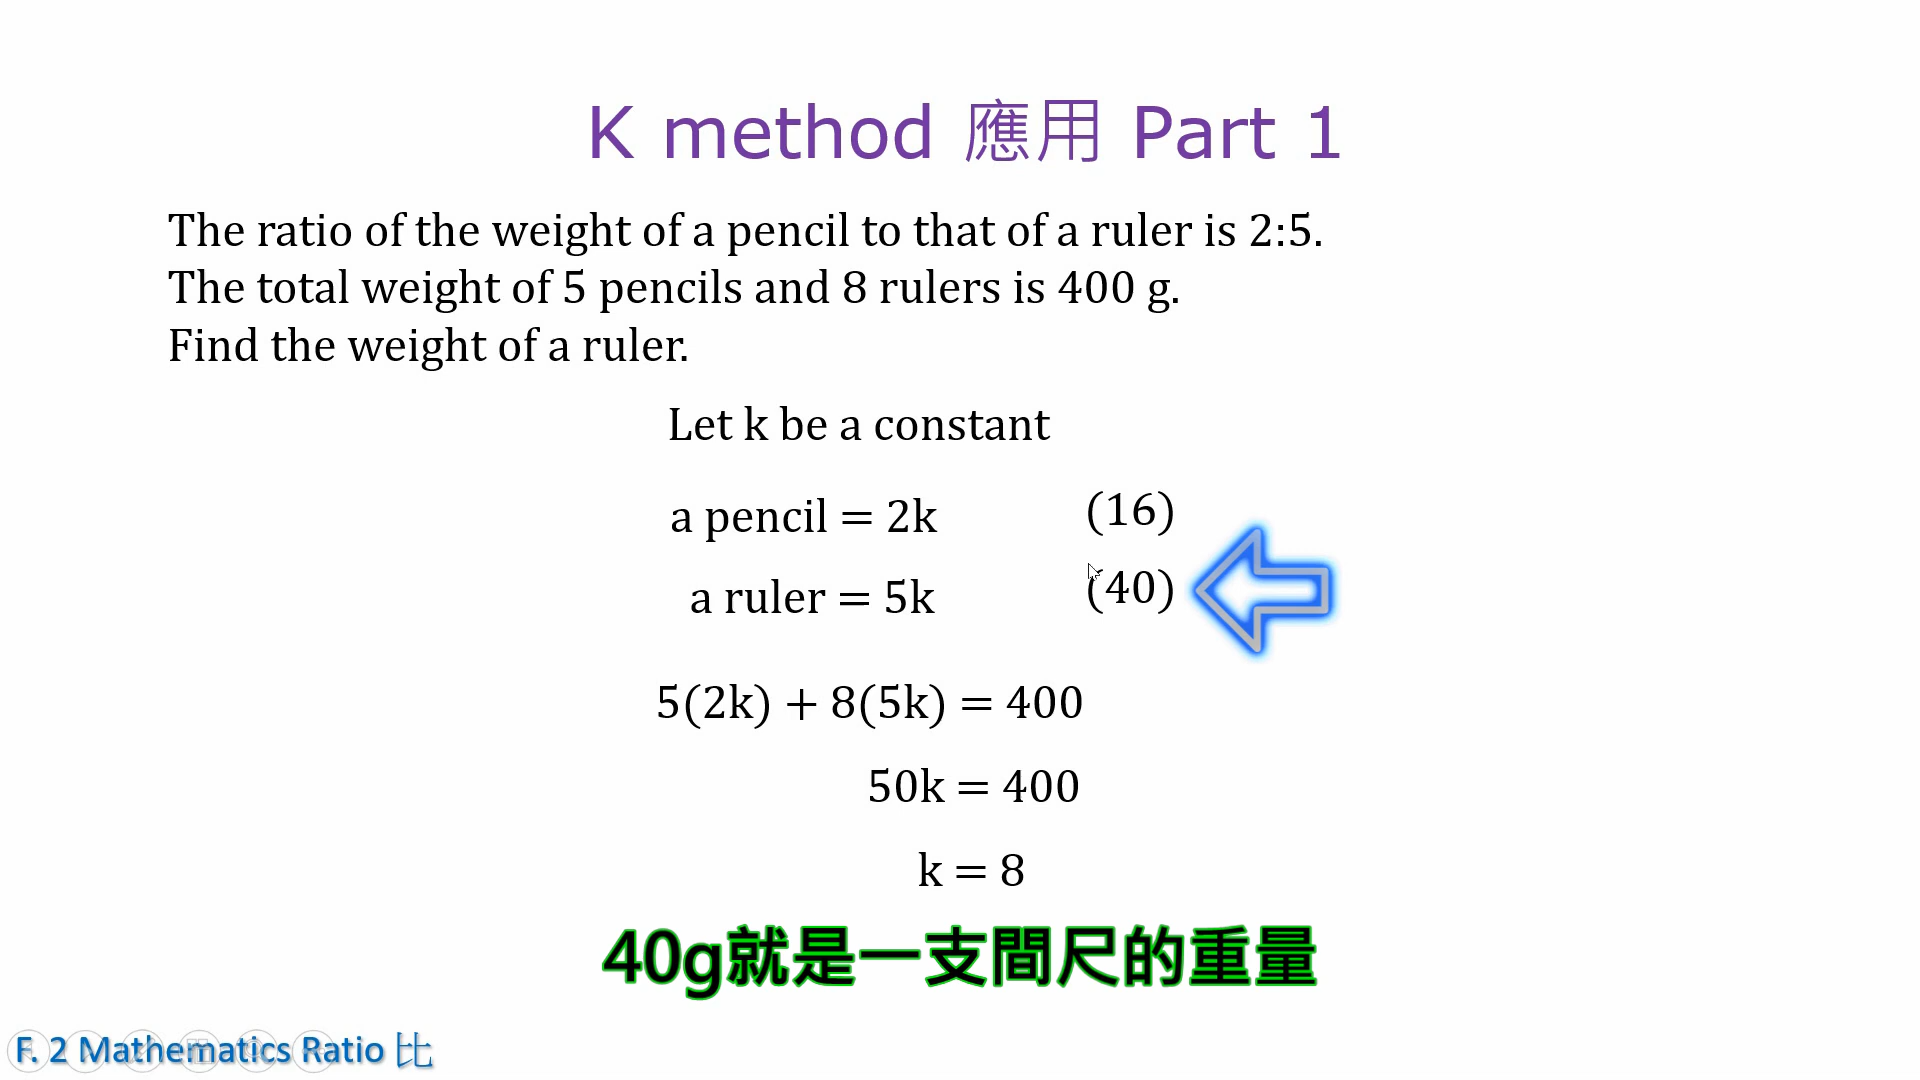 K method 應用 Part 1
The ratio of the weight of a pencil to that of a ruler is 2:5.
The total weight of 5 pencils and 8 rulers is 400 g.
Find the weight of a ruler.
Let k be a constant
a pencil = 2k (16)
a ruler = 5k (40)
5(2k) + 8(5k) = 400
50k = 400
k = 8
40g就是一支間尺的重量
F. 2 Mathematics Ratio 比